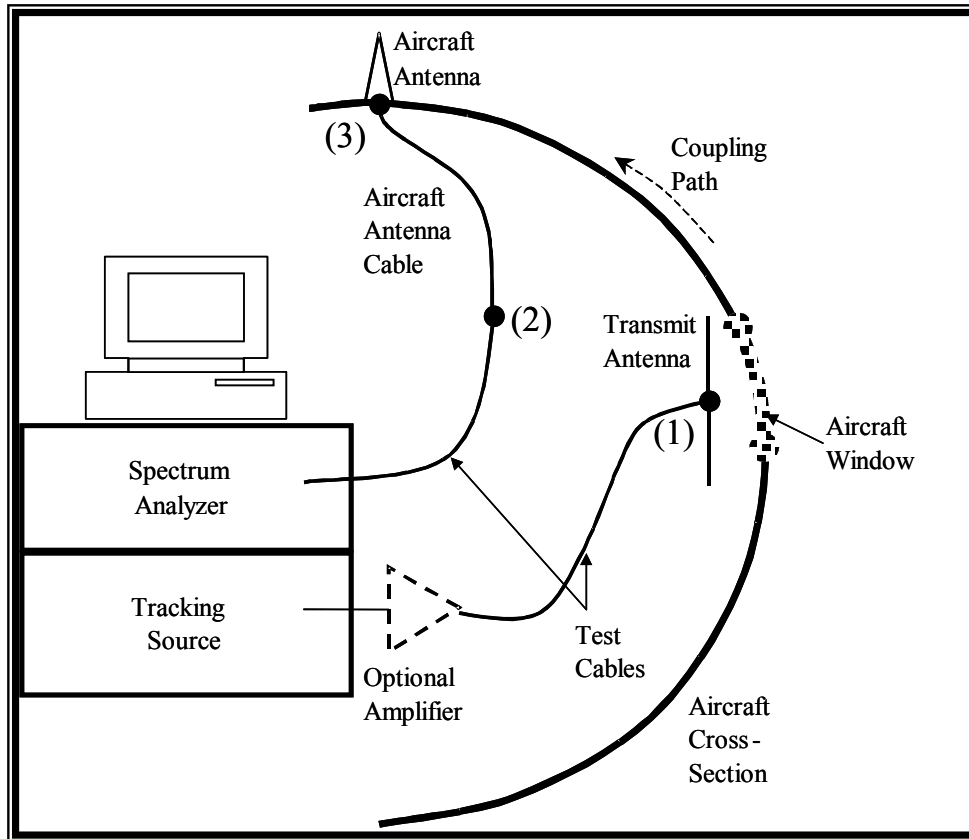 Aircraft
Antenna
(3)
Coupling
Path
Aircraft
Antenna
Cable
(2)
Transmit
Antenna
(1)
Aircraft
Window
Spectrum
Analyzer
Tracking
Source
Optional
Amplifier
Test
Cables
Aircraft
Cross-
Section